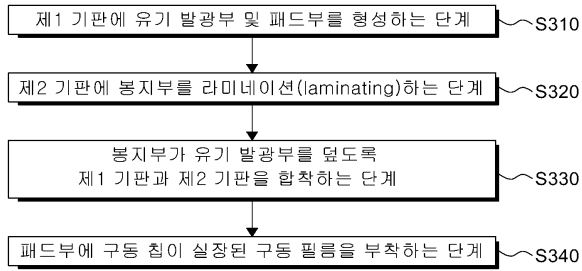 제1 기판에 유기 발광부 및 패드부를 형성하는 단계 S310
제2 기판에 봉지부를 라미네이션(laminating)하는 단계 S320
봉지부가 유기 발광부를 덮도록
제1 기판과 제2 기판을 합착하는 단계 S330
패드부에 구동 칩이 실장된 구동 필름을 부착하는 단계 S340